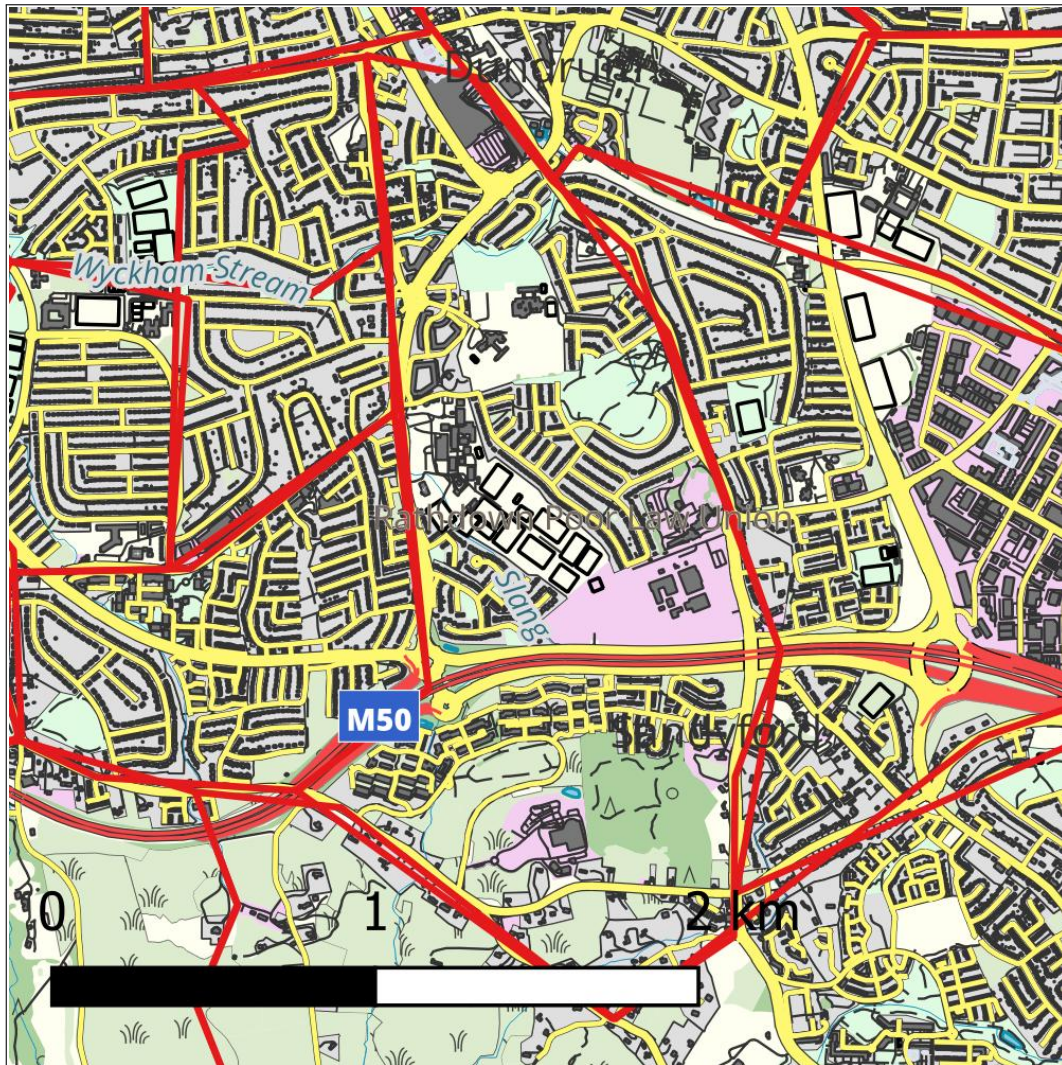 Dundrum
Wyckham Stream
Rathdown Poor Law Union
Slang
M50
Sandyford
0 1 2 km